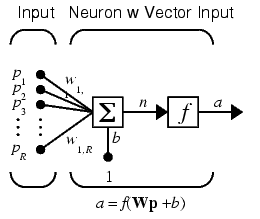 Input Neuron w Vector Input
p1
p2
p3
pR
w1,
1,
w1,R
Σ n f a
b
1
a = f(Wp +b)